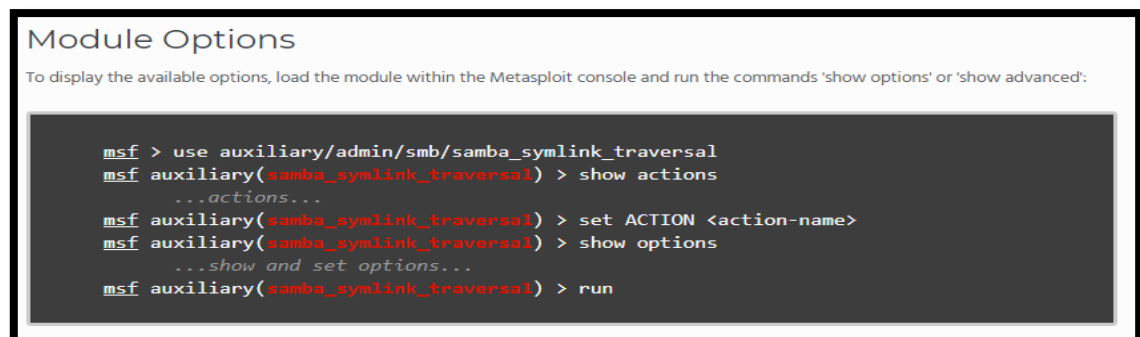 Module Options
To display the available options, load the module within the Metasploit console and run the commands 'show options' or 'show advanced':
msf > use auxiliary/admin/smb/samba_symlink_traversal
msf auxiliary(samba_symlink_traversal) > show actions
...actions...
msf auxiliary(samba_symlink_traversal) > set ACTION <action-name>
msf auxiliary(samba_symlink_traversal) > show options
...show and set options...
msf auxiliary(samba_symlink_traversal) > run